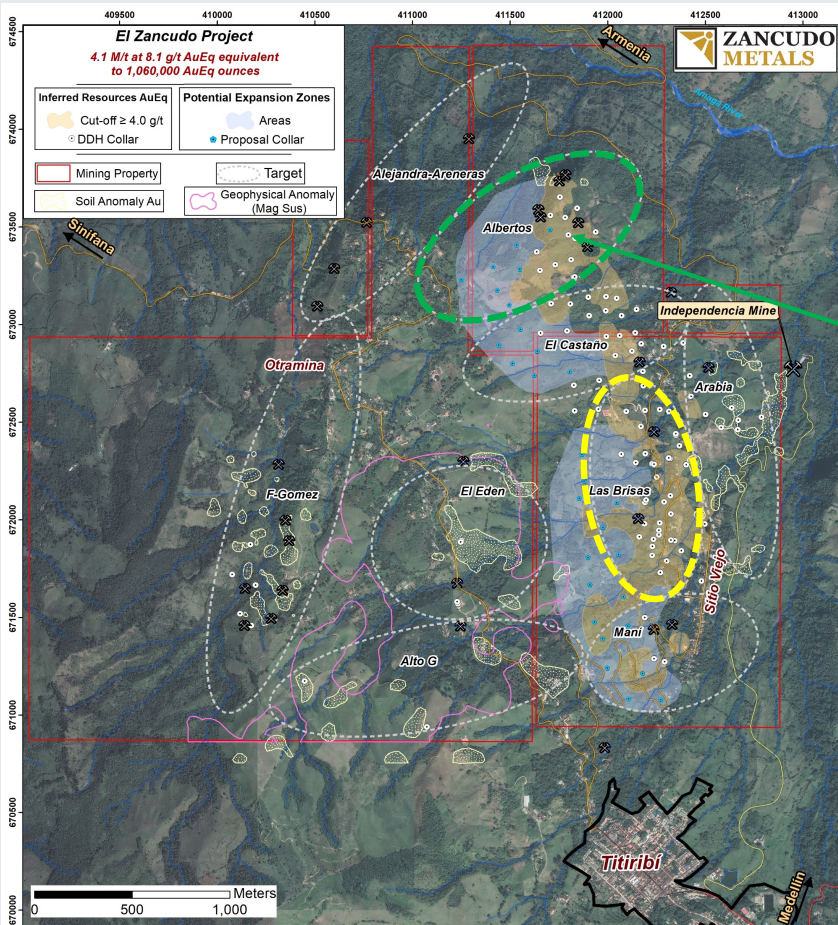 409500
410000
410500
411000
411500
412000
412500
413000
674500
674000
673500
673000
672500
672000
671500
671000
670500
670000
El Zancudo Project
4.1 M/t at 8.1 g/t AuEq equivalent
to 1,060,000 AuEq ounces
Inferred Resources AuEq
Cut-off ≥ 4.0 g/t
DDH Collar
Potential Expansion Zones
Areas
Proposal Collar
Mining Property
Target
Soil Anomaly Au
Geophysical Anomaly
(Mag Sus)
ZANCUDO
METALS
Armenia
Amaga River
Sinifana
Alejandra-Areneras
Albertos
Independencia Mine
El Castaño
Otramina
Arabia
F-Gomez
El Eden
Las Brisas
Sitio Viejo
Maní
Alto G
Titiribí
Medellin
Meters
0
500
1,000